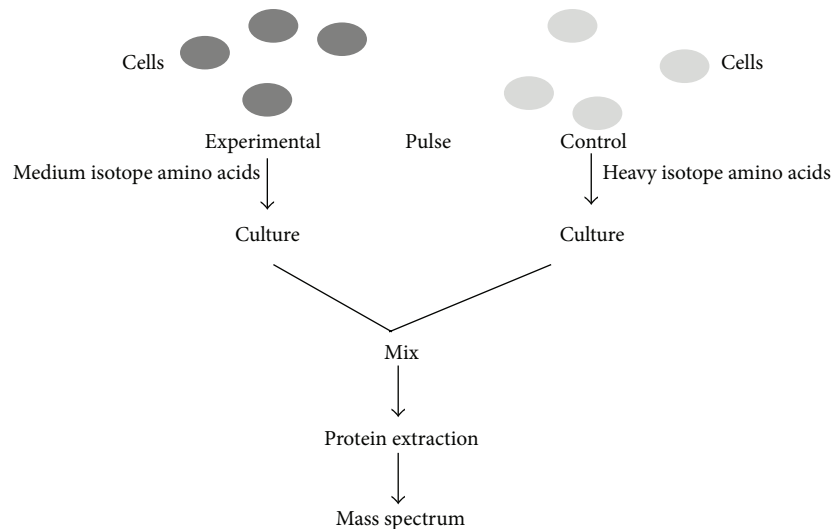 Cells
Cells
Experimental
Pulse
Control
Medium isotope amino acids
Heavy isotope amino acids
Culture
Culture
Mix
Protein extraction
Mass spectrum